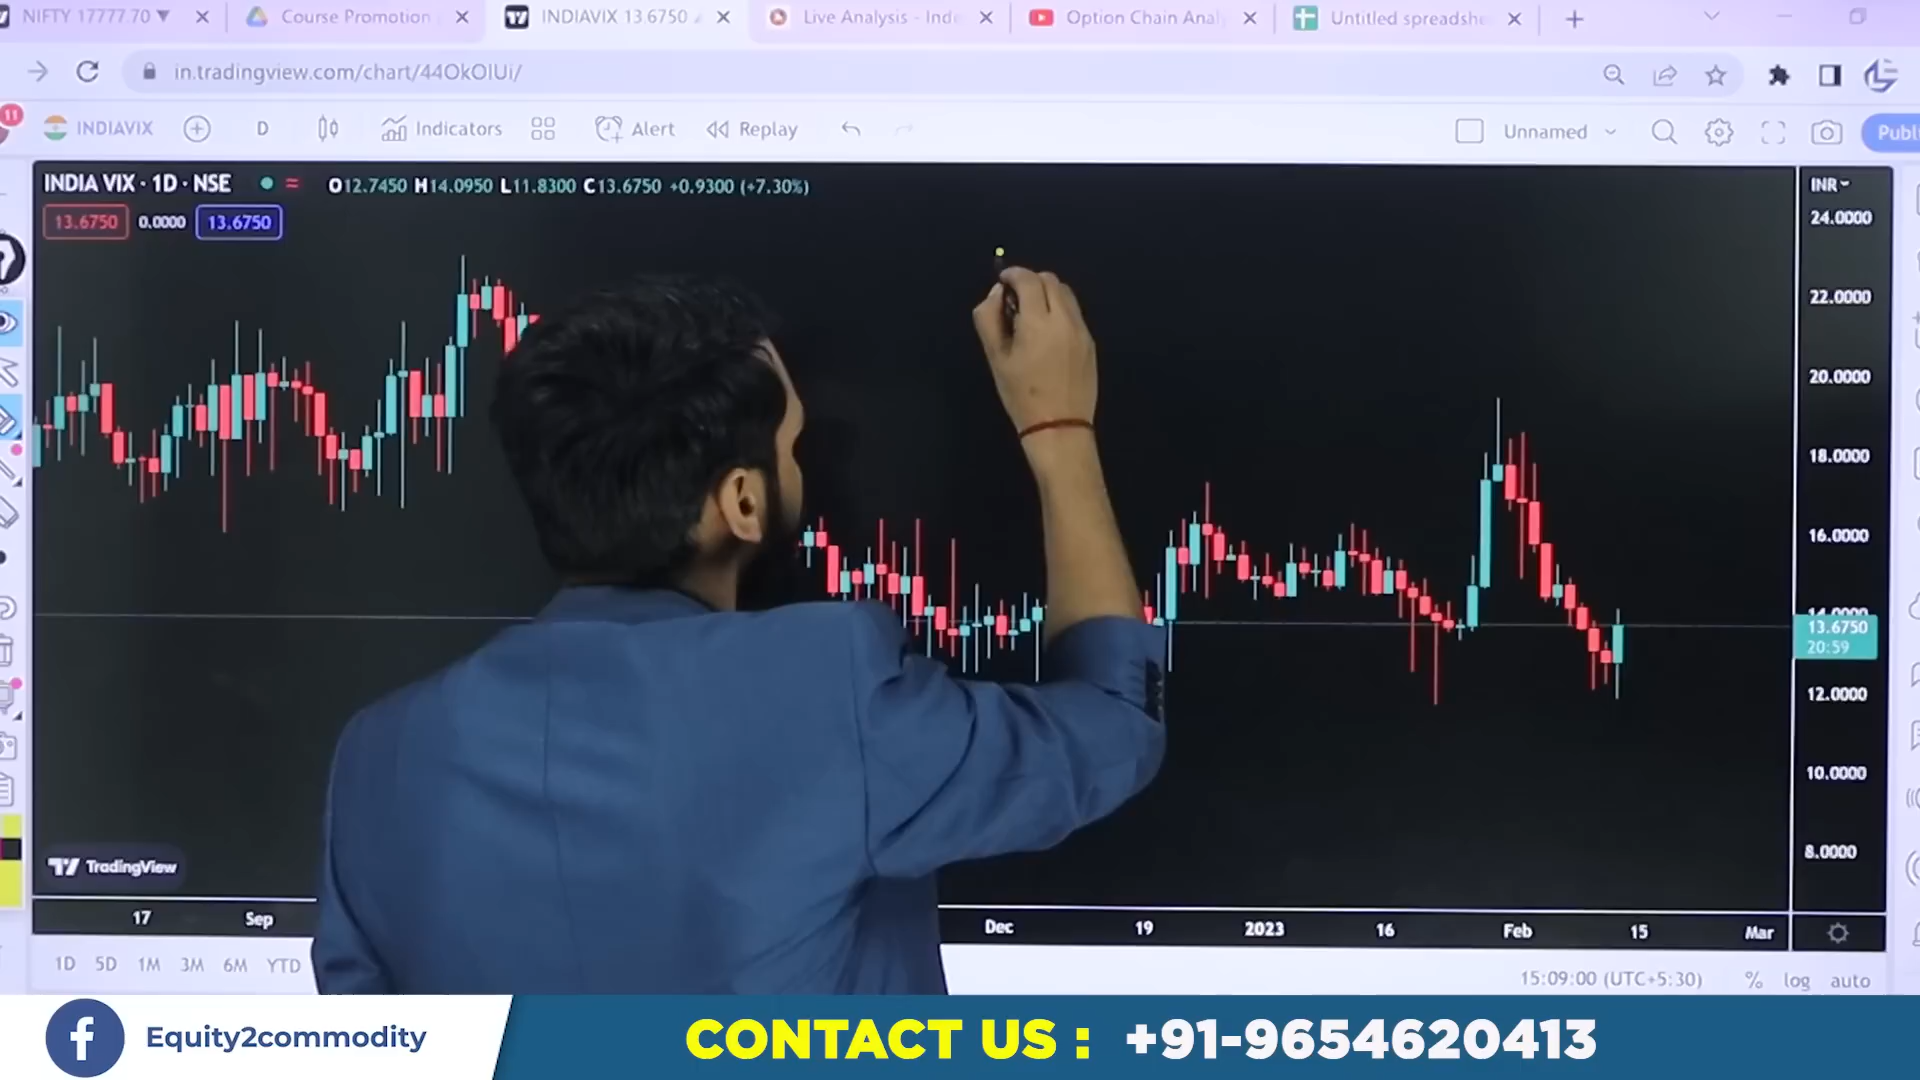 NIFTY 17777.70 ▼
Course Promotion
INDIAVIX 13.6750
Live Analysis - Inde
Option Chain Anal
Untitled spreadshe
in.tradingview.com/chart/44OkOlUi/
11
INDIAVIX
D
Indicators
Alert
Replay
Unnamed
Publ
INDIA VIX · 1D · NSE
O12.7450 H14.0950 L11.8300 C13.6750 +0.9300 (+7.30%)
INR
13.6750 0.0000 13.6750
24.0000
22.0000
20.0000
18.0000
16.0000
14.0000
13.6750
20:59
12.0000
10.0000
8.0000
TradingView
17 Sep Dec 19 2023 16 Feb 15 Mar
1D 5D 1M 3M 6M YTD
15:09:00 (UTC+5:30) % log auto
f Equity2commodity
CONTACT US : +91-9654620413